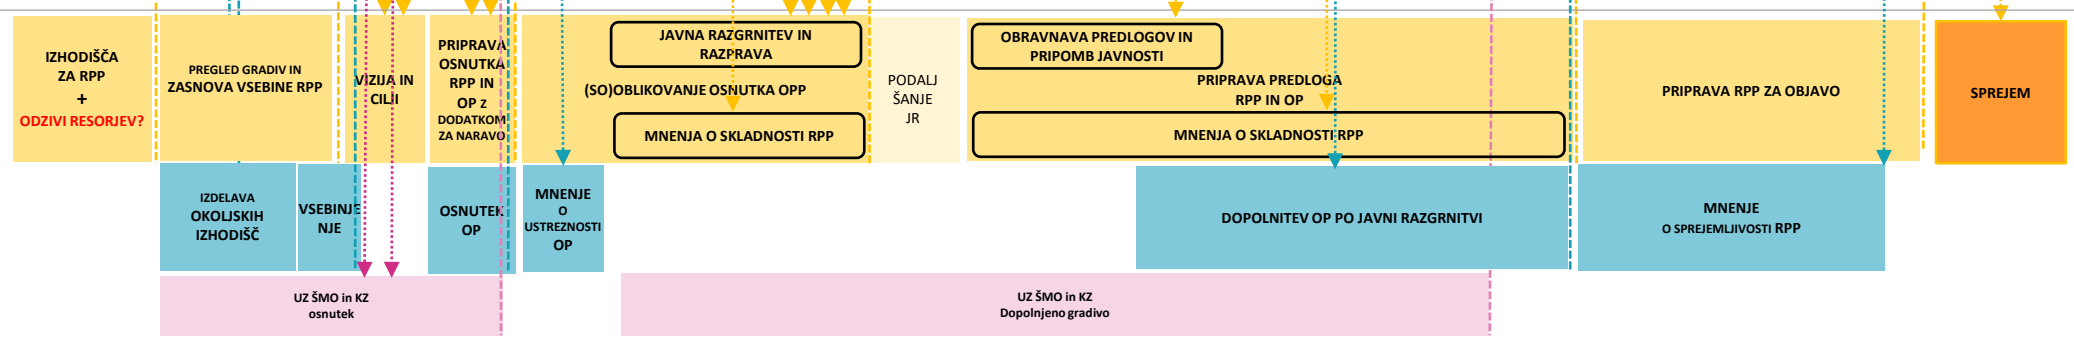 IZHODIŠČA
ZA RPP
+
ODZIVI RESORJEV?
PREGLED GRADIV IN
ZASNOVA VSEBINE RPP
VIZIJA IN
CILJI
PRIPRAVA
OSNUTKA
RPP IN
OP z
DODATKOM
ZA NARAVO
JAVNA RAZGRNITEV IN
RAZPRAVA
(SO)OBLIKOVANJE OSNUTKA OPP
MNENJA O SKLADNOSTI RPP
PODALJ
ŠANJE
JR
OBRAVNAVA PREDLOGOV IN
PRIPOMB JAVNOSTI
PRIPRAVA PREDLOGA
RPP IN OP
MNENJA O SKLADNOSTI RPP
PRIPRAVA RPP ZA OBJAVO
SPREJEM
IZDELAVA
OKOLJSKIH
IZHODIŠČ
VSEBINJE
NJE
OSNUTEK
OP
MNENJE
O
USTREZNOSTI
OP
DOPOLNITEV OP PO JAVNI RAZGRNITVI
MNENJE
O SPREJEMLJIVOSTI RPP
UZ ŠMO in KZ
osnutek
UZ ŠMO in KZ
Dopolnjeno gradivo